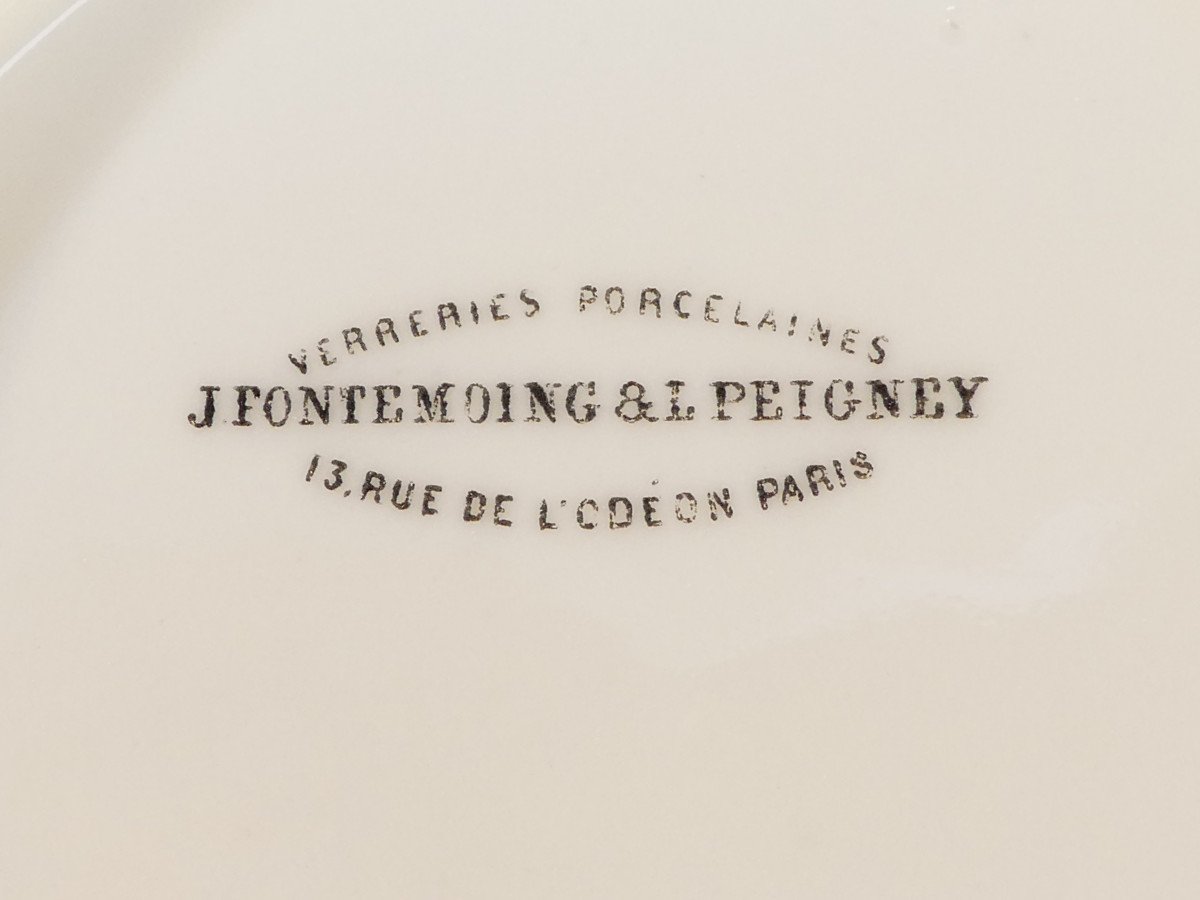 VERRERIES PORCELAINES
J.FONTEMOING & L PEIGNEY
13, RUE DE L'ODÉON PARIS